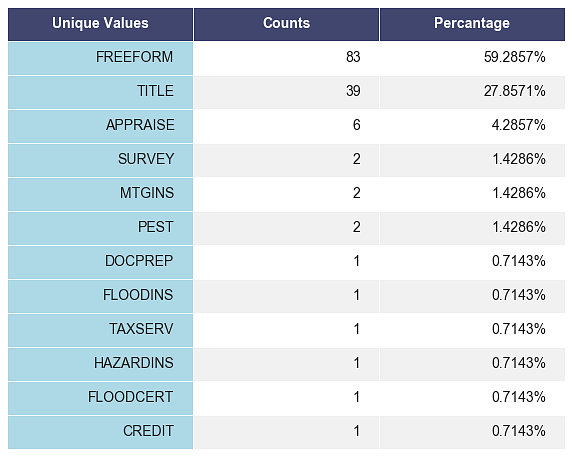 Unique Values Counts Percantage
FREEFORM 83 59.2857%
TITLE 39 27.8571%
APPRAISE 6 4.2857%
SURVEY 2 1.4286%
MTGINS 2 1.4286%
PEST 2 1.4286%
DOCPREP 1 0.7143%
FLOODINS 1 0.7143%
TAXSERV 1 0.7143%
HAZARDINS 1 0.7143%
FLOODCERT 1 0.7143%
CREDIT 1 0.7143%